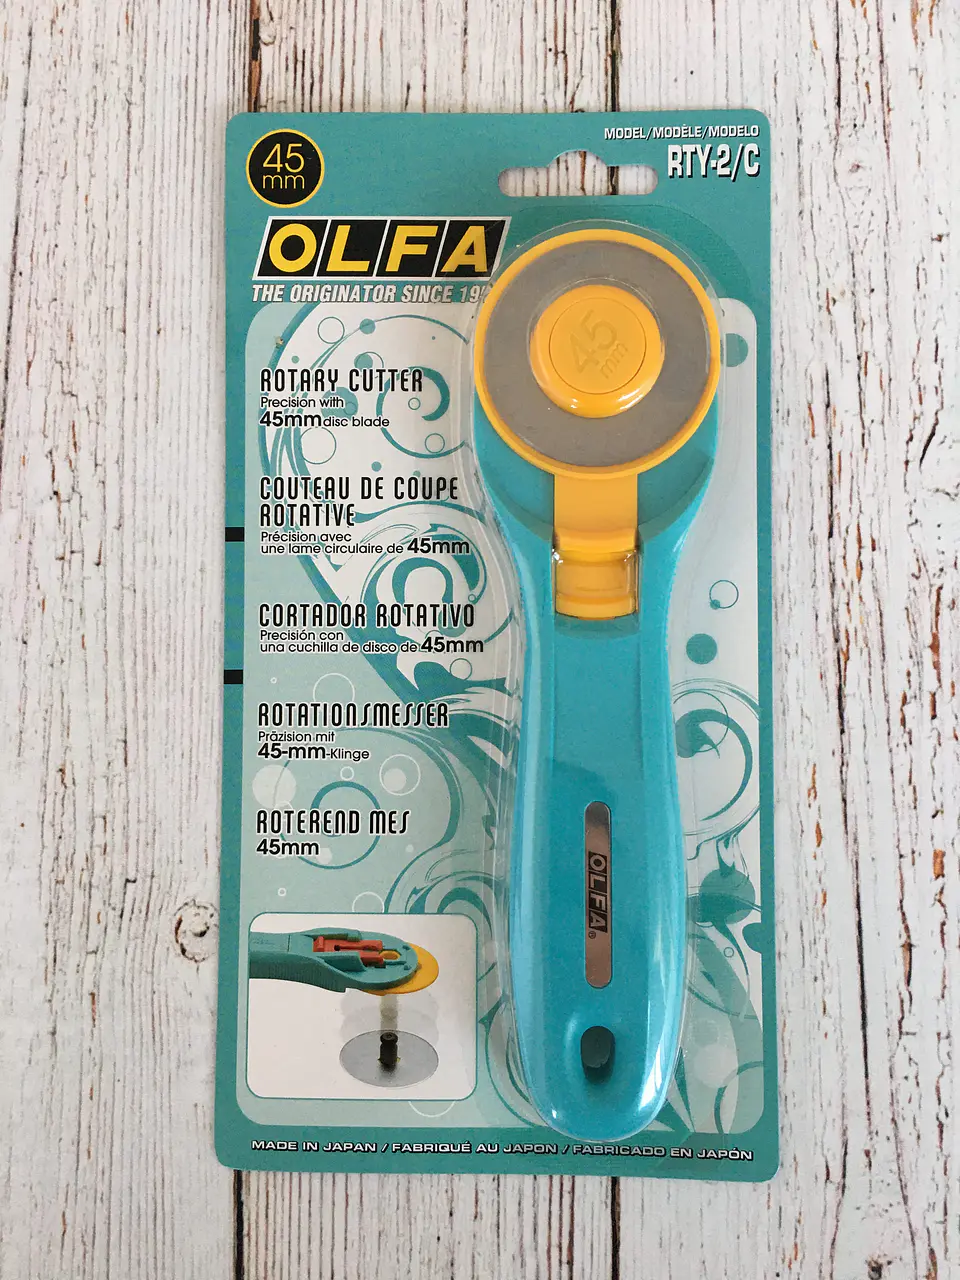 45
mm
MODEL/MODÈLE/MODELO
RTY-2/C
OLFA
THE ORIGINATOR SINCE
45
mm
ROTARY CUTTER
Precision with
45mm disc blade
COUTEAU DE COUPE
ROTATIVE
Précision avec
une lame circulaire de 45mm
CORTADOR ROTATIVO
Precisión con
una cuchilla de disco de 45mm
ROTATIONSMESSER
Präzision mit
45-mm-Klinge
ROTEREND MES
45mm
OLFA®
MADE IN JAPAN / FABRIQUÉ AU JAPON / FABRICADO EN JAPÓN